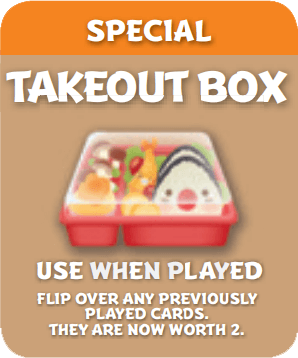 SPECIAL
TAKEOUT BOX
USE WHEN PLAYED
FLIP OVER ANY PREVIOUSLY
PLAYED CARDS.
THEY ARE NOW WORTH 2.